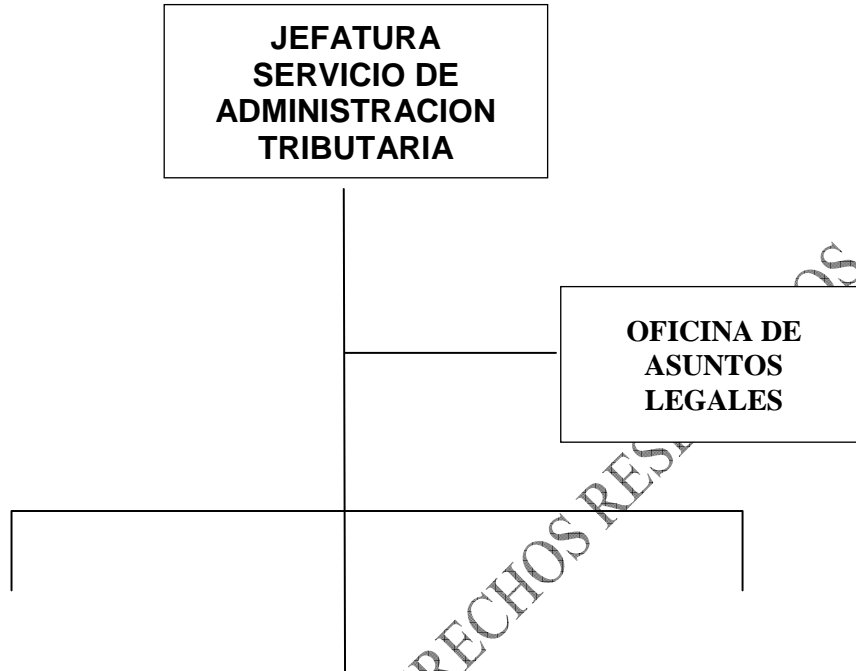 JEFATURA
SERVICIO DE
ADMINISTRACION
TRIBUTARIA
OFICINA DE
ASUNTOS
LEGALES